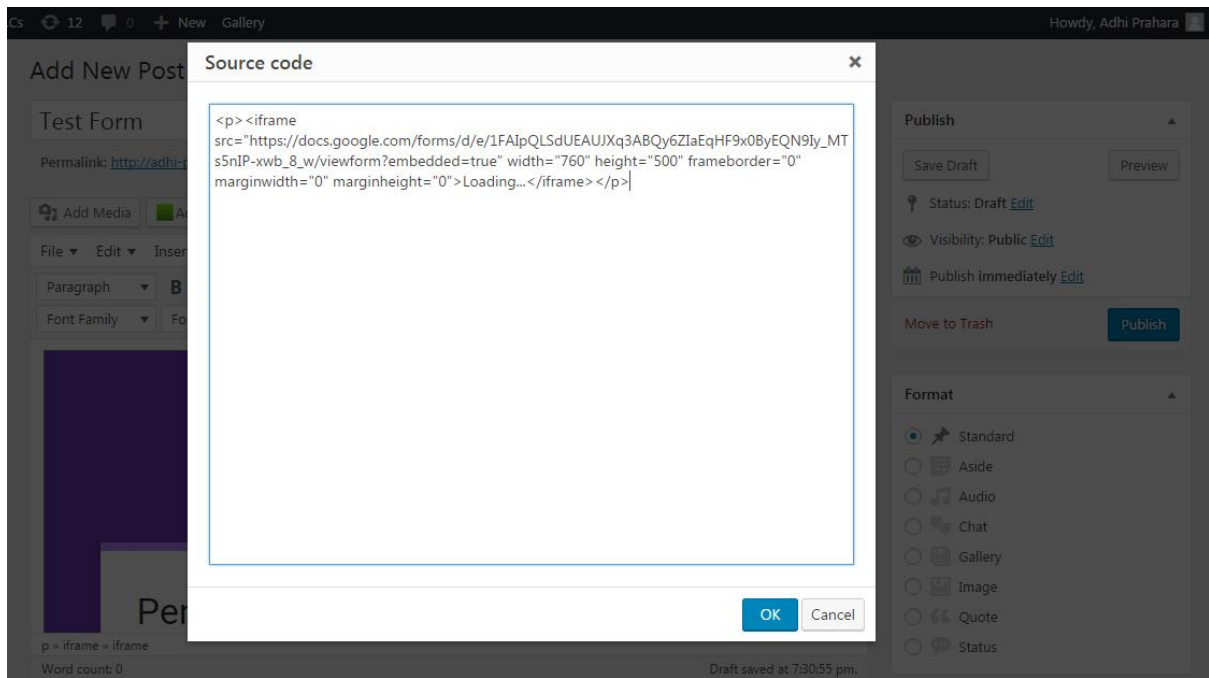 Cs 12 0 New Gallery Howdy, Adhi Prahara
Add New Post
Source code
Test Form
Permalink: http://adhi-p
Add Media
File Edit Inser
Paragraph B
Font Family Fo
<p><iframe
src="https://docs.google.com/forms/d/e/1FAIpQLSdUEAUJXq3ABQy6ZIaEqHF9x0ByEQN9Iy_MT
s5nIP-xwb_8_w/viewform?embedded=true" width="760" height="500" frameborder="0"
marginwidth="0" marginheight="0">Loading...</iframe></p>
OK Cancel
Per
p » iframe » iframe
Word count: 0 Draft saved at 7:30:55 pm.
Publish
Save Draft Preview
Status: Draft Edit
Visibility: Public Edit
Publish immediately Edit
Move to Trash Publish
Format
Standard
Aside
Audio
Chat
Gallery
Image
Quote
Status